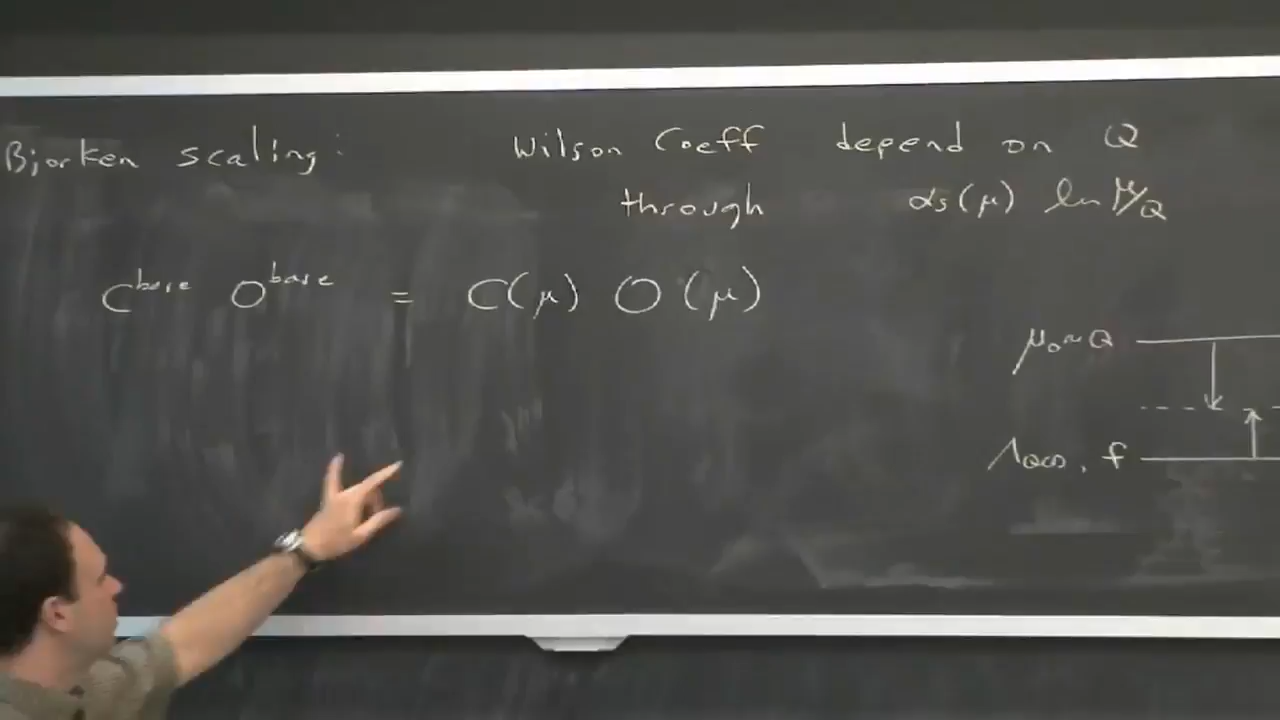 Bjorken scaling: Wilson Coeff depend on Q
through αs(μ) ln μ/Q
C^bare O^bare = C(μ) O(μ)
μ₀~Q
Λ_QCD, f